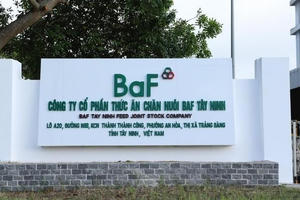 BaF
CÔNG TY CỔ PHẦN THỨC ĂN CHĂN NUÔI BAF TÂY NINH
BAF TAY NINH FEED JOINT STOCK COMPANY
LÔ A20, ĐƯỜNG N8B, KCN THÀNH THÀNH CÔNG, PHƯỜNG AN HÒA, THỊ XÃ TRẢNG BÀNG
TỈNH TÂY NINH, VIỆT NAM